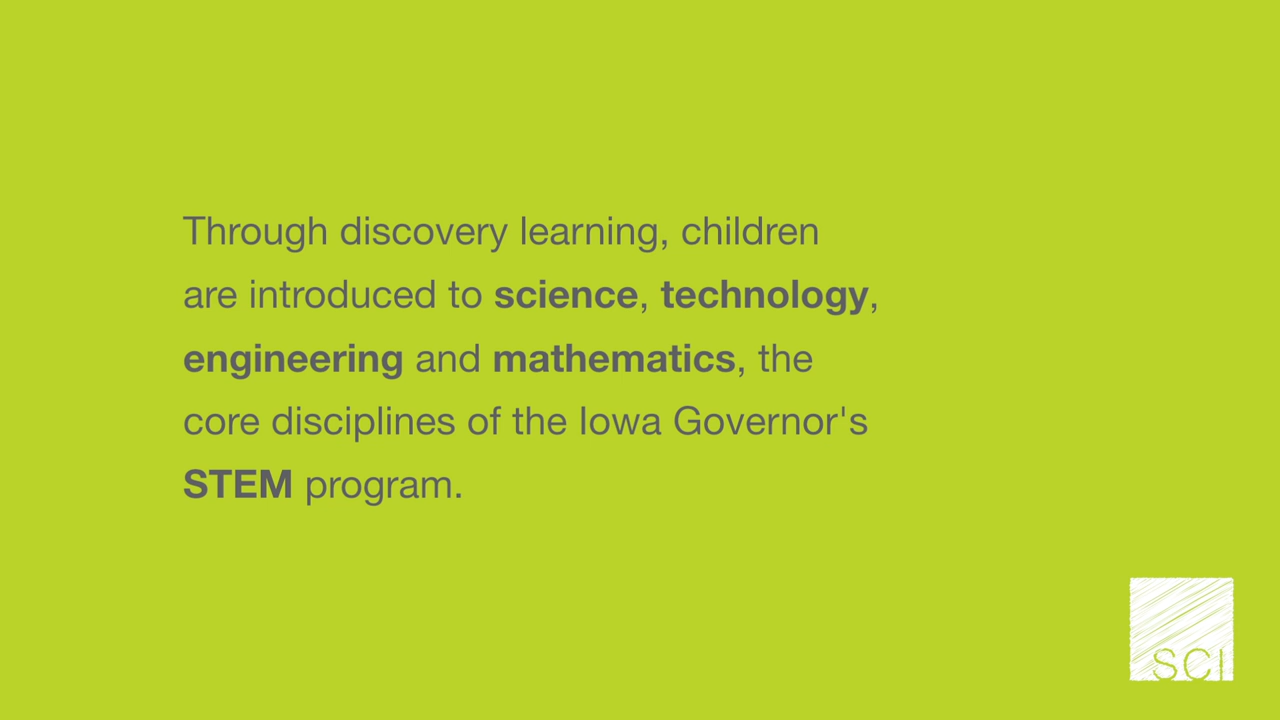 Through discovery learning, children
are introduced to science, technology,
engineering and mathematics, the
core disciplines of the Iowa Governor's
STEM program.
SCI